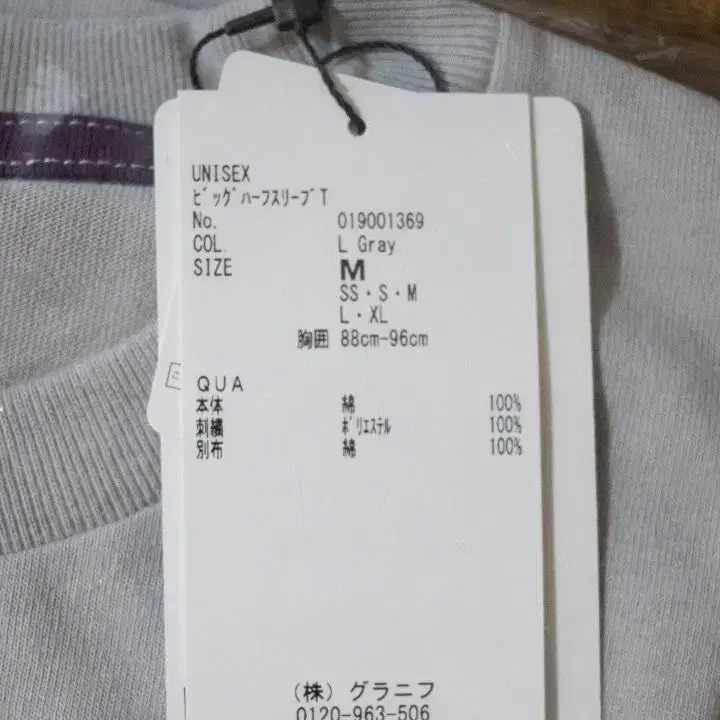 UNISEX
ﾋﾞｯｸﾞﾊｰﾌｽﾘｰﾌﾞT
No. 019001369
COL. L Gray
SIZE M
SS・S・M
L・XL
胸囲 88cm-96cm
QUA
本体 綿 100%
刺繍 ﾎﾟﾘｴｽﾃﾙ 100%
別布 綿 100%
(株) グラニフ
0120-963-506